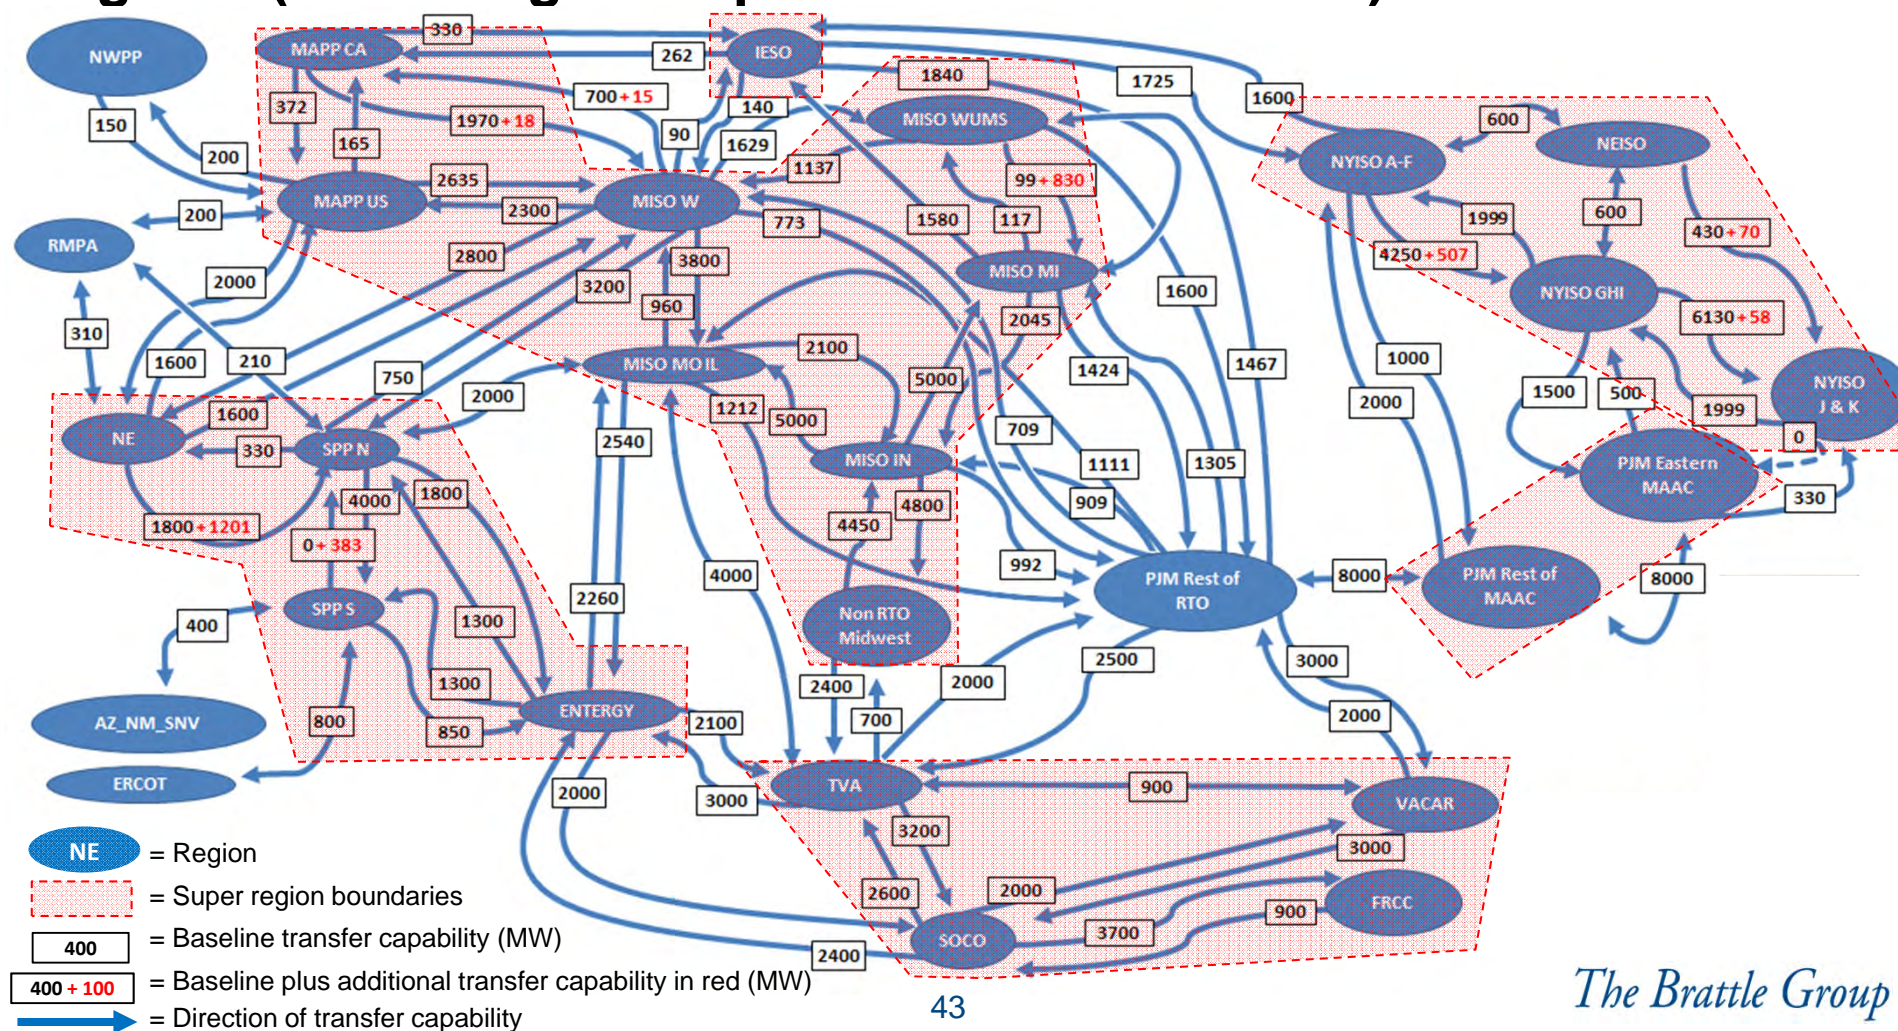 NWPP
MAPP CA
330
IESO
262
1840
1725
1600
150
372
700 + 15
140
1970 + 18
90
1629
MISO WUMS
600
NEISO
NYISO A-F
200
165
1137
99 + 830
2635
MISO W
MAPP US
2300
773
1580
117
1999
600
430 + 70
200
RMPA
2800
3800
MISO MI
4250 + 507
NYISO GHI
2000
3200
960
2045
1600
6130 + 58
310
1600
210
750
MISO MO IL
2100
5000
1424
1467
1000
NYISO
J & K
2000
1212
5000
1500
500
1999
2000
0
NE
1600
330
SPP N
2540
709
MISO IN
1111
1305
PJM Eastern
MAAC
1800
4000
909
330
1800 + 1201
0 + 383
4450
4800
992
SPP S
4000
2260
PJM Rest of
RTO
8000
PJM Rest of
MAAC
8000
400
1300
Non RTO
Midwest
1300
2400
2000
2500
3000
AZ_NM_SNV
800
850
ENTERGY
2100
700
2000
ERCOT
2000
3000
TVA
900
VACAR
3200
3000
2600
2000
FRCC
900
3700
SOCO
2400
NE = Region
= Super region boundaries
400 = Baseline transfer capability (MW)
400 + 100 = Baseline plus additional transfer capability in red (MW)
= Direction of transfer capability
43
The Brattle Group